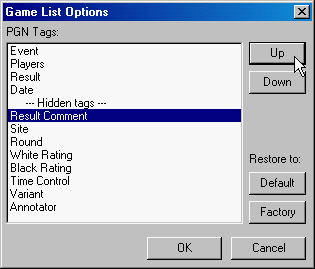 Game List Options
PGN Tags:
Event
Players
Result
Date
--- Hidden tags ---
Result Comment
Site
Round
White Rating
Black Rating
Time Control
Variant
Annotator
Up
Down
Restore to:
Default
Factory
OK
Cancel